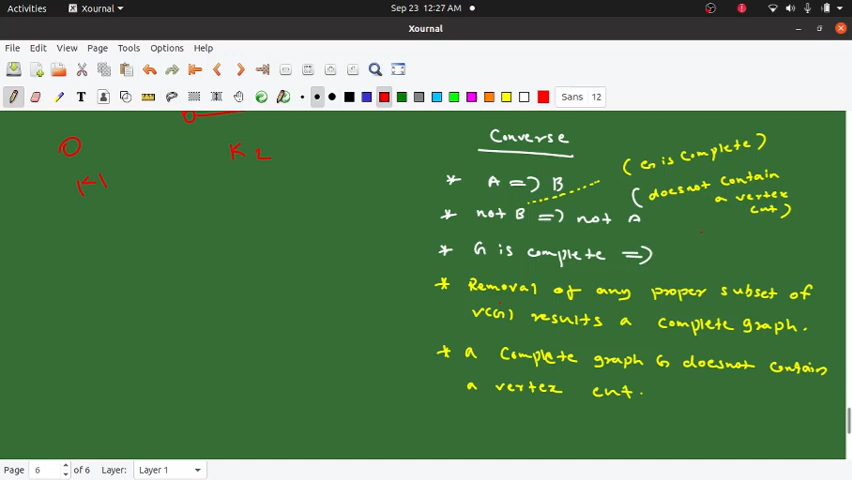 Activities
Xournal
Sep 23 12:27 AM
Xournal
File Edit View Page Tools Options Help
Sans 12
K1
K2
Converse
* A => B
(G is complete)
(doesnot contain
a vertex
cut)
* not B => not A
* G is complete =>
* Removal of any proper subset of
V(G) results a complete graph.
* a Complete graph G doesnot contain
a vertex cut.
Page 6 of 6 Layer: Layer 1